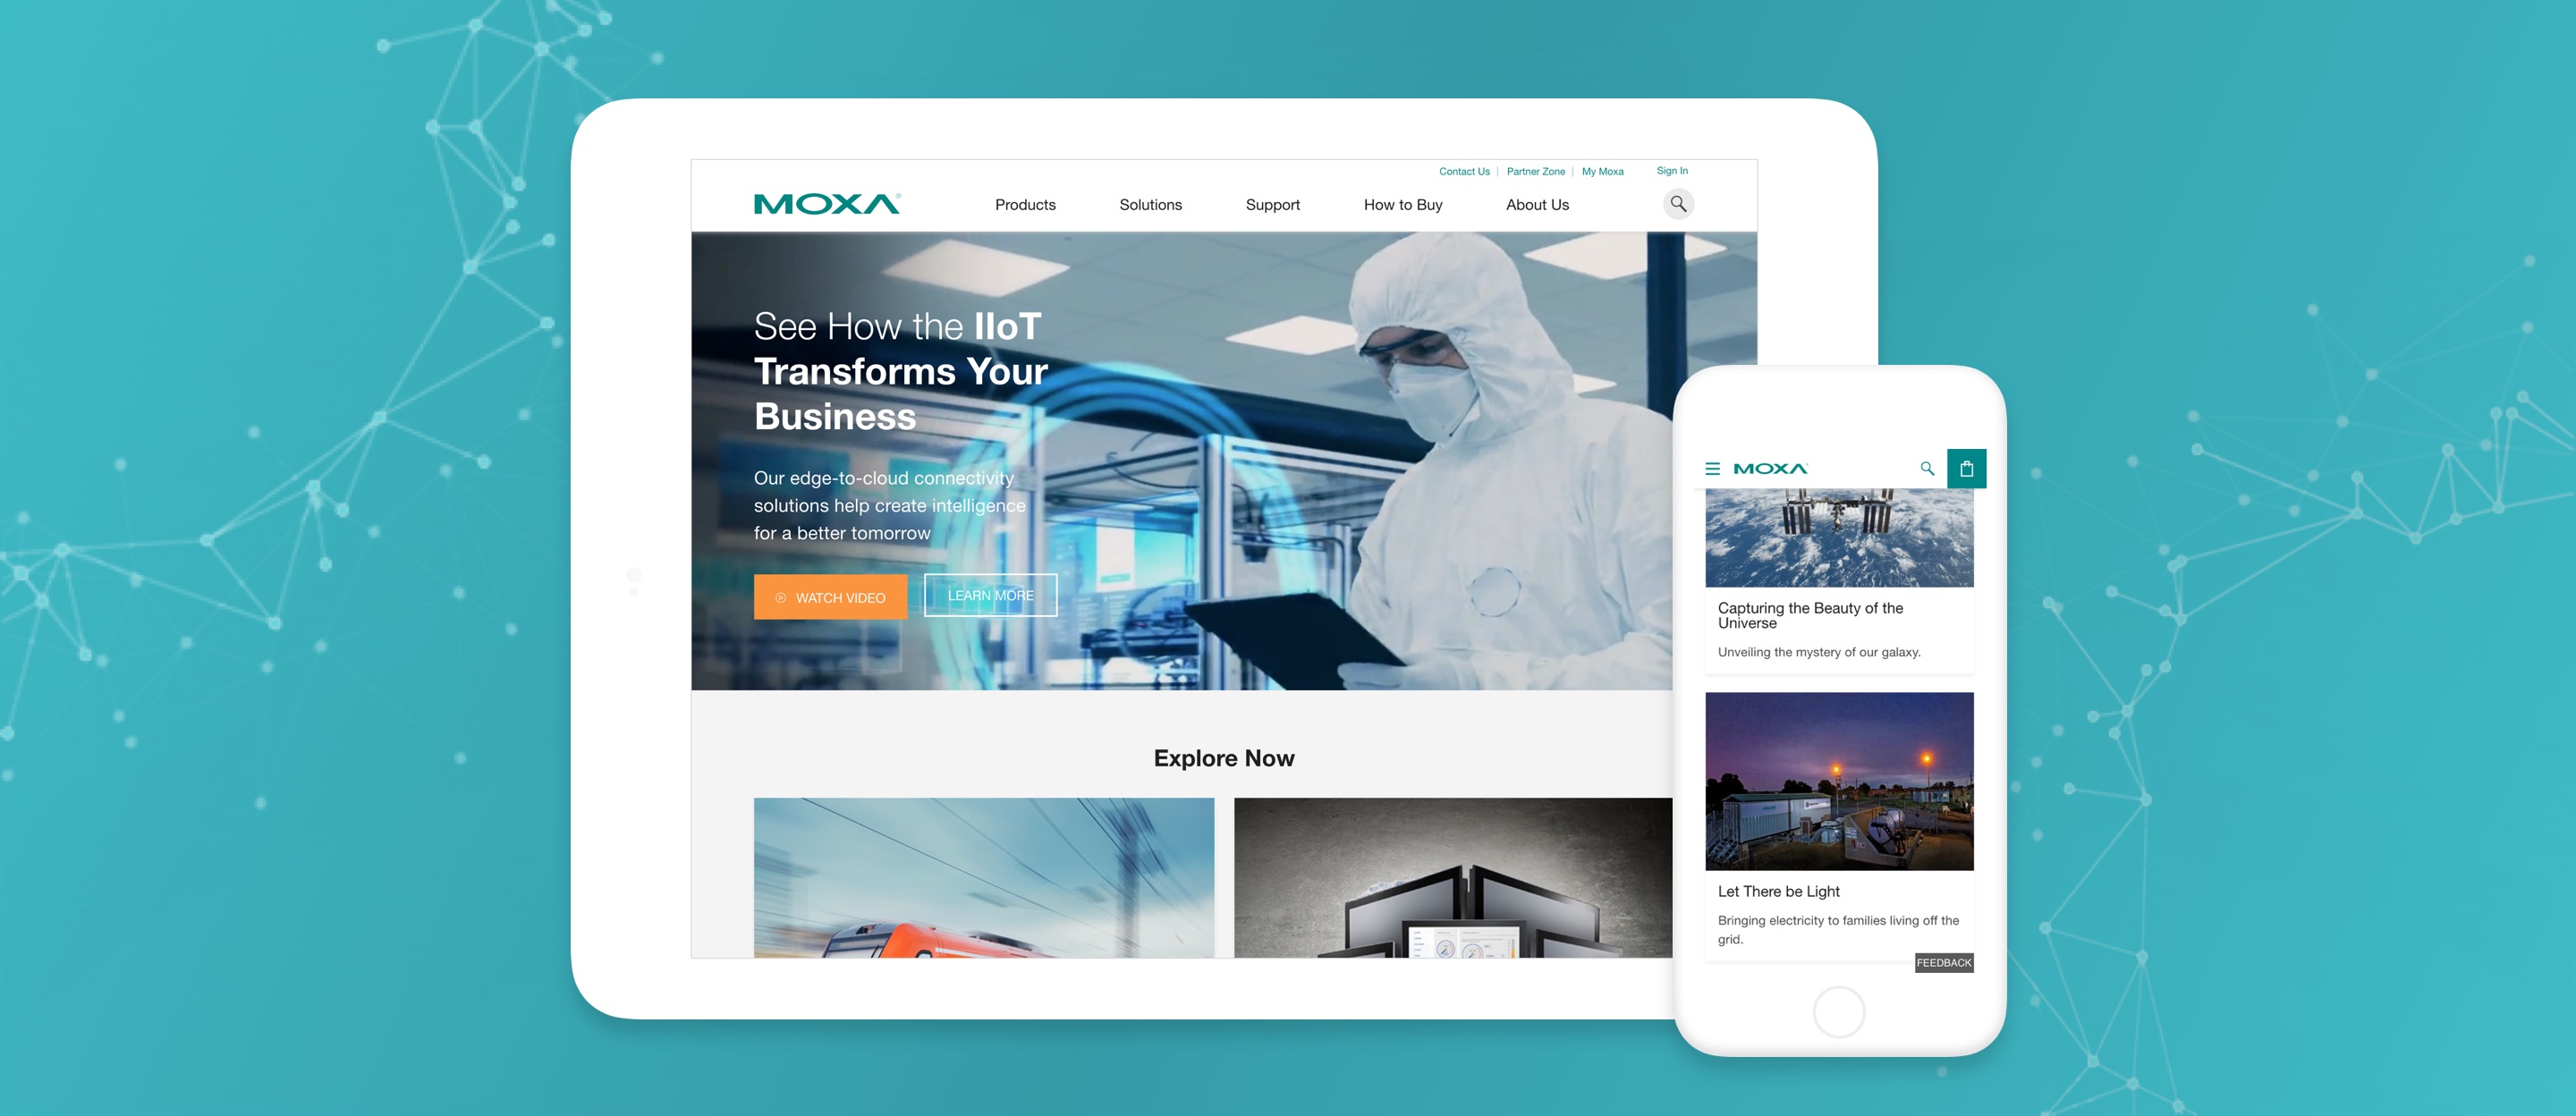 Contact Us | Partner Zone | My Moxa Sign In
MOXA®
Products Solutions Support How to Buy About Us
See How the IIoT
Transforms Your
Business
Our edge-to-cloud connectivity
solutions help create intelligence
for a better tomorrow
WATCH VIDEO
LEARN MORE
Explore Now
MOXA
Capturing the Beauty of the
Universe
Unveiling the mystery of our galaxy.
Let There be Light
Bringing electricity to families living off the
grid.
FEEDBACK